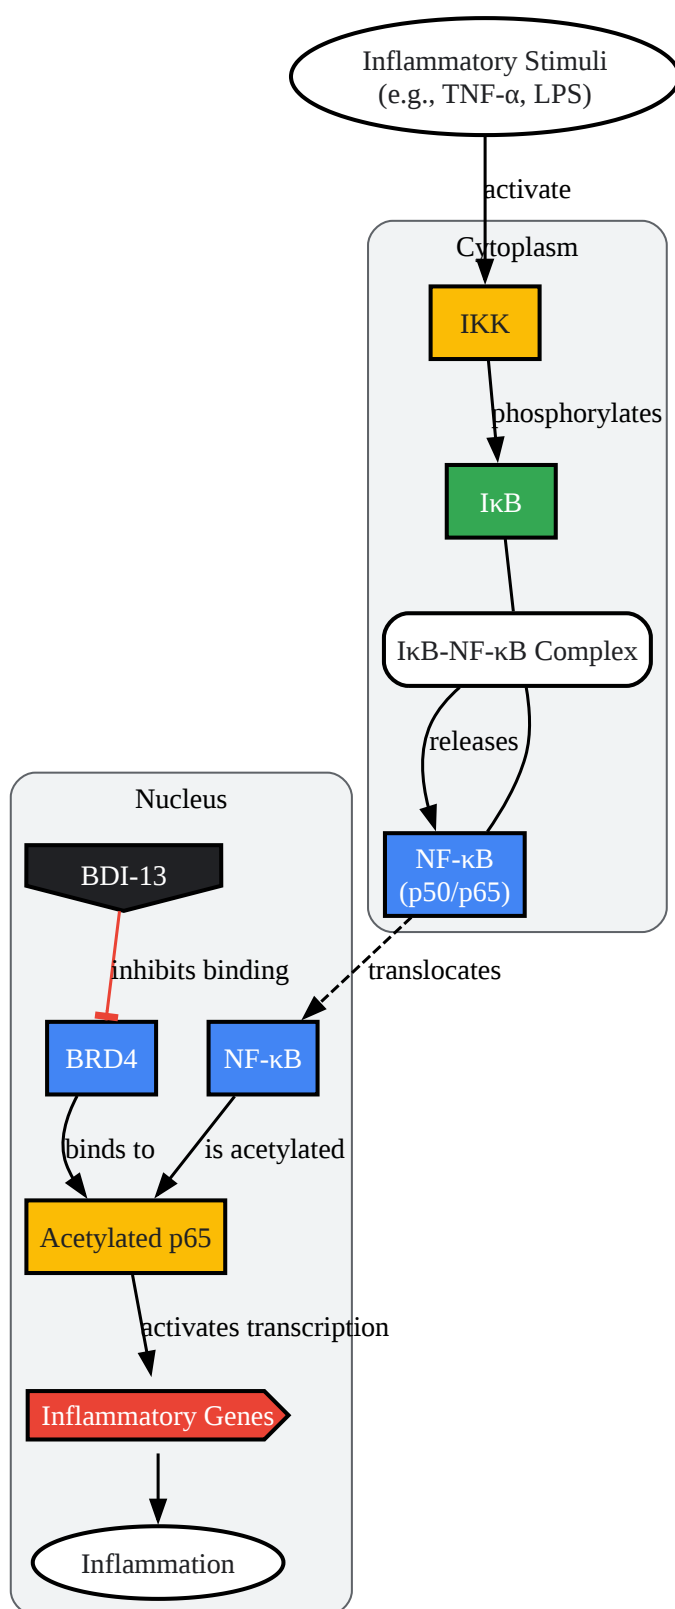 Inflammatory Stimuli
(e.g., TNF-α, LPS)
activate
Cytoplasm
IKK
phosphorylates
IκB
IκB-NF-κB Complex
releases
NF-κB
(p50/p65)
translocates
Nucleus
BDI-13
inhibits binding
BRD4
NF-κB
binds to
is acetylated
Acetylated p65
activates transcription
Inflammatory Genes
Inflammation